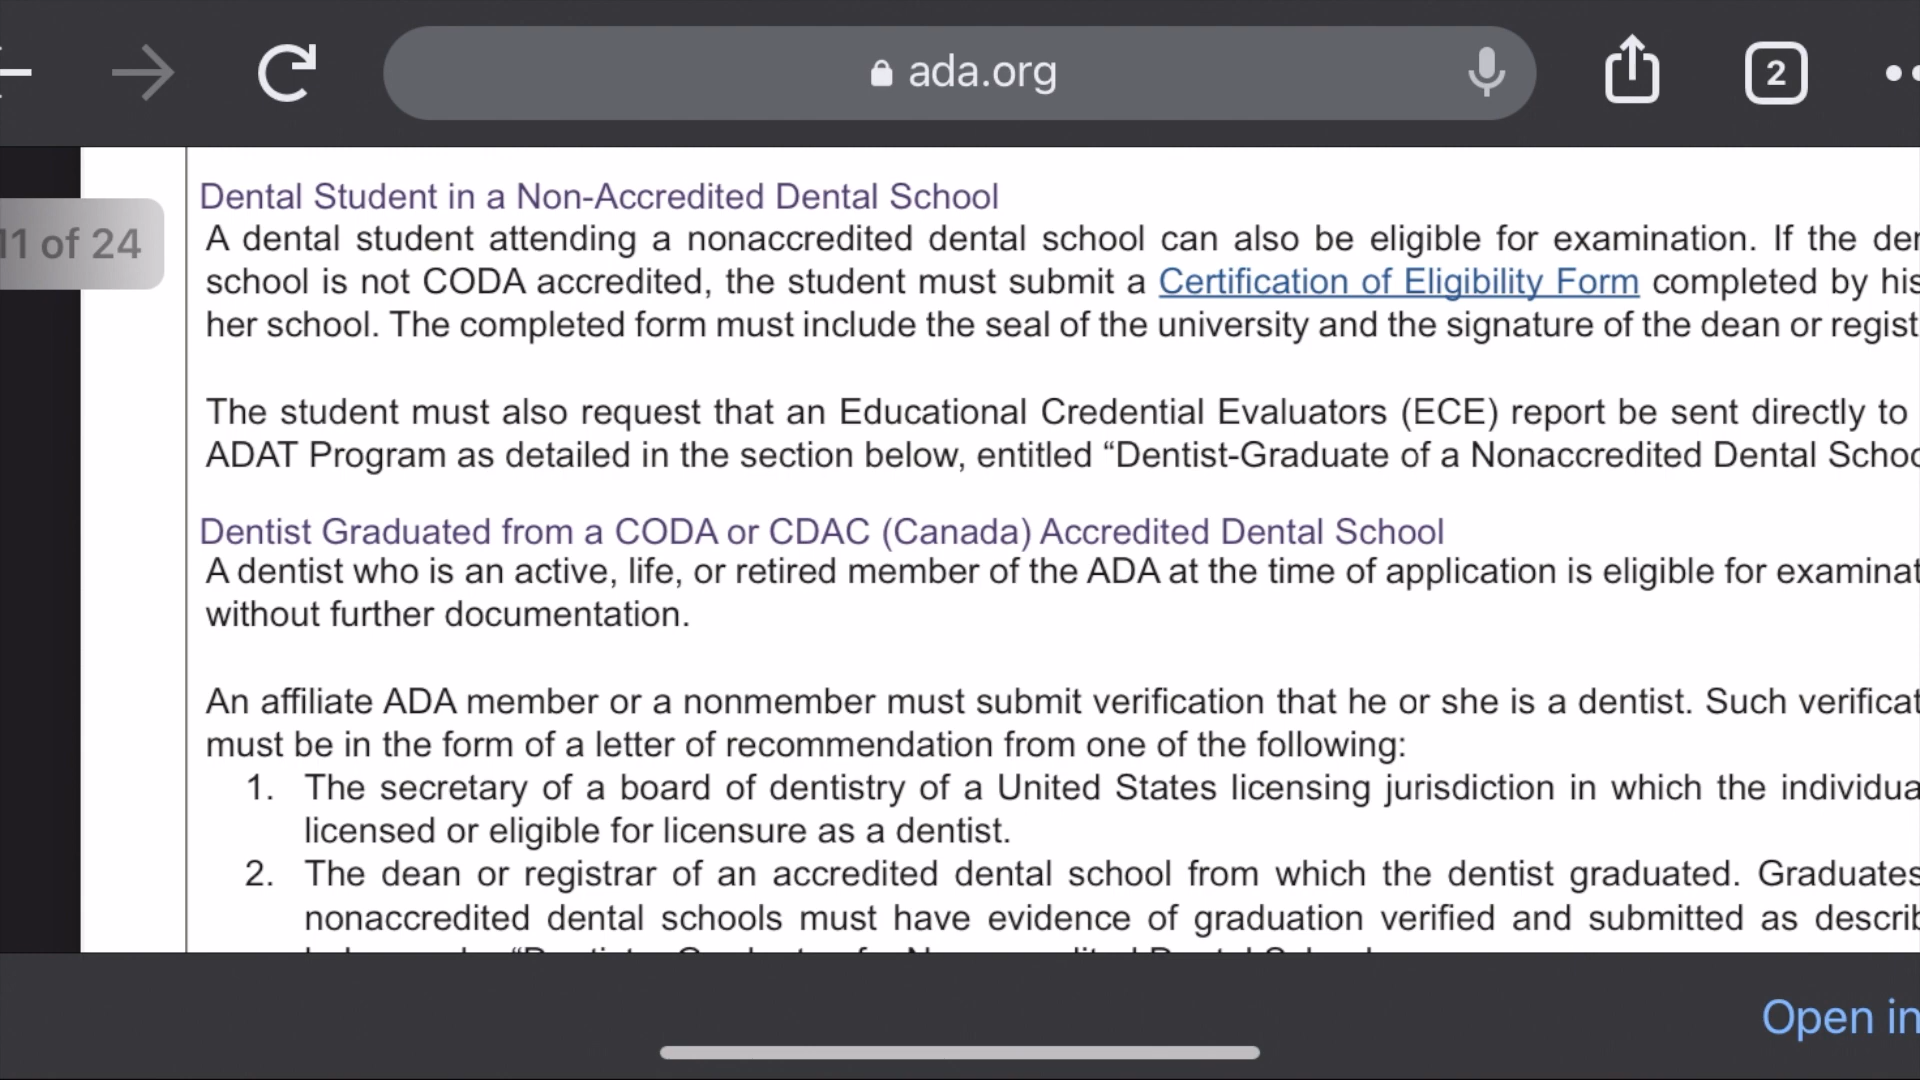 ada.org
2
11 of 24
Dental Student in a Non-Accredited Dental School
A dental student attending a nonaccredited dental school can also be eligible for examination. If the
school is not CODA accredited, the student must submit a Certification of Eligibility Form completed by his
her school. The completed form must include the seal of the university and the signature of the dean or
The student must also request that an Educational Credential Evaluators (ECE) report be sent directly to
ADAT Program as detailed in the section below, entitled “Dentist-Graduate of a Nonaccredited Dental
Dentist Graduated from a CODA or CDAC (Canada) Accredited Dental School
A dentist who is an active, life, or retired member of the ADA at the time of application is eligible for
without further documentation.
An affiliate ADA member or a nonmember must submit verification that he or she is a dentist. Such
must be in the form of a letter of recommendation from one of the following:
1. The secretary of a board of dentistry of a United States licensing jurisdiction in which the
licensed or eligible for licensure as a dentist.
2. The dean or registrar of an accredited dental school from which the dentist graduated. Graduates
nonaccredited dental schools must have evidence of graduation verified and submitted as
Open in